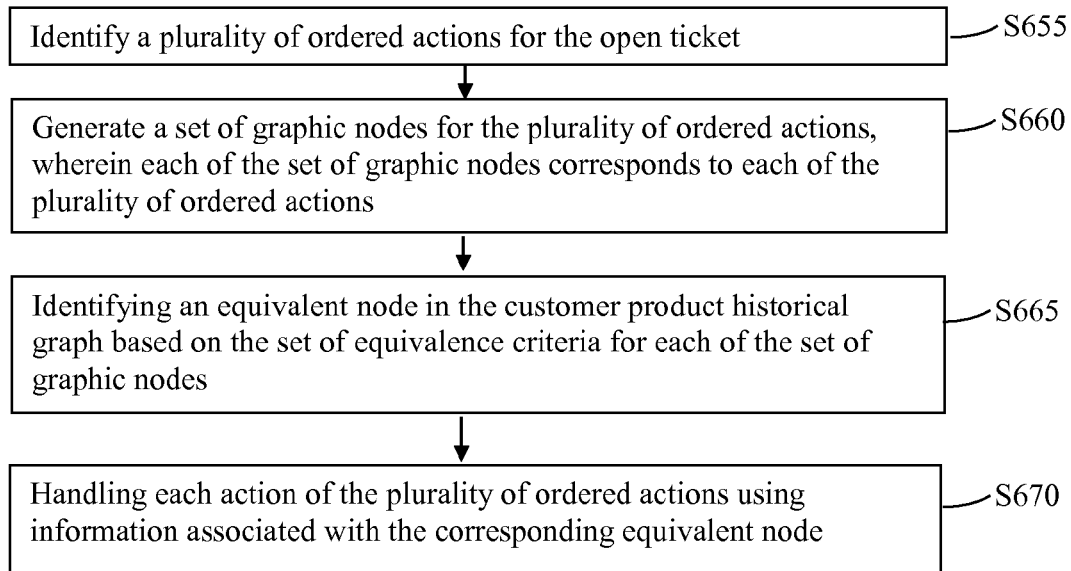 Identify a plurality of ordered actions for the open ticket
S655
Generate a set of graphic nodes for the plurality of ordered actions,
wherein each of the set of graphic nodes corresponds to each of the
plurality of ordered actions
S660
Identifying an equivalent node in the customer product historical
graph based on the set of equivalence criteria for each of the set of
graphic nodes
S665
Handling each action of the plurality of ordered actions using
information associated with the corresponding equivalent node
S670